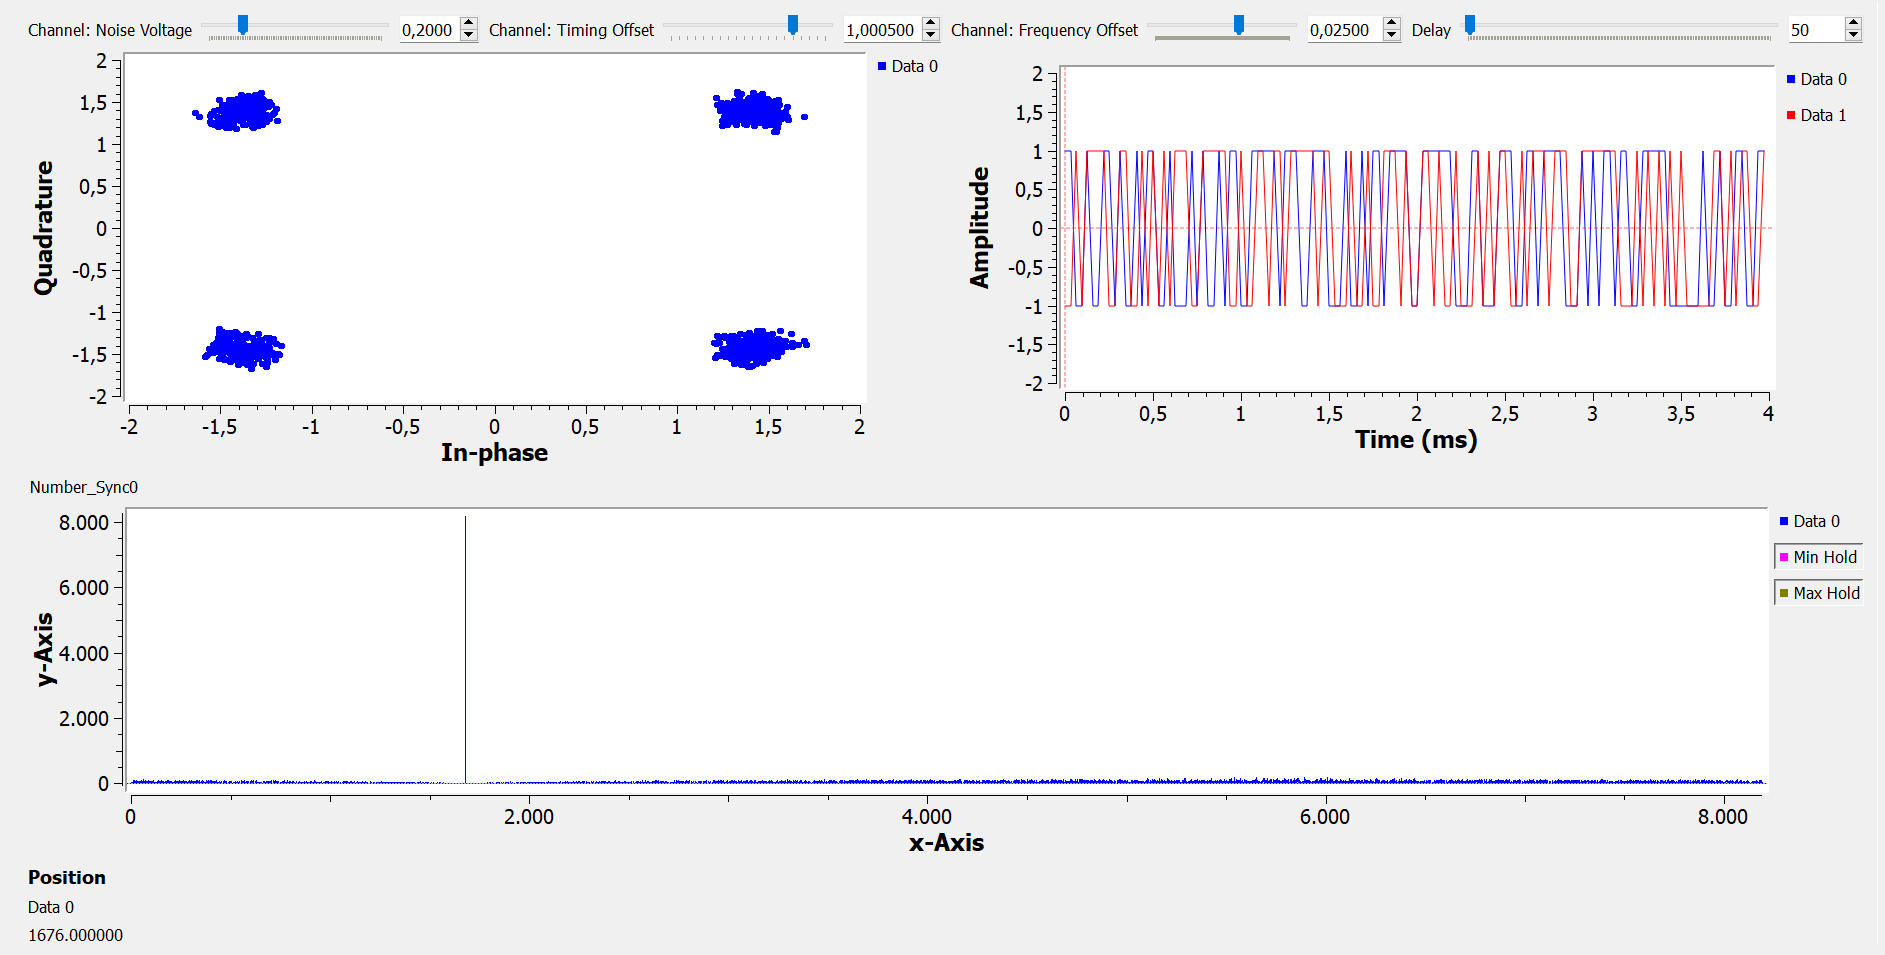 Channel: Noise Voltage 0,2000 Channel: Timing Offset 1,000500 Channel: Frequency Offset 0,02500 Delay 50
2
1,5
1
0,5
0
-0,5
-1
-1,5
-2
Quadrature
-2 -1,5 -1 -0,5 0 0,5 1 1,5 2
In-phase
Data 0
2
1,5
1
0,5
0
-0,5
-1
-1,5
-2
Amplitude
0 0,5 1 1,5 2 2,5 3 3,5 4
Time (ms)
Data 0
Data 1
Number_Sync0
8.000
6.000
4.000
2.000
0
y-Axis
0 2.000 4.000 6.000 8.000
x-Axis
Data 0
Min Hold
Max Hold
Position
Data 0
1676.000000